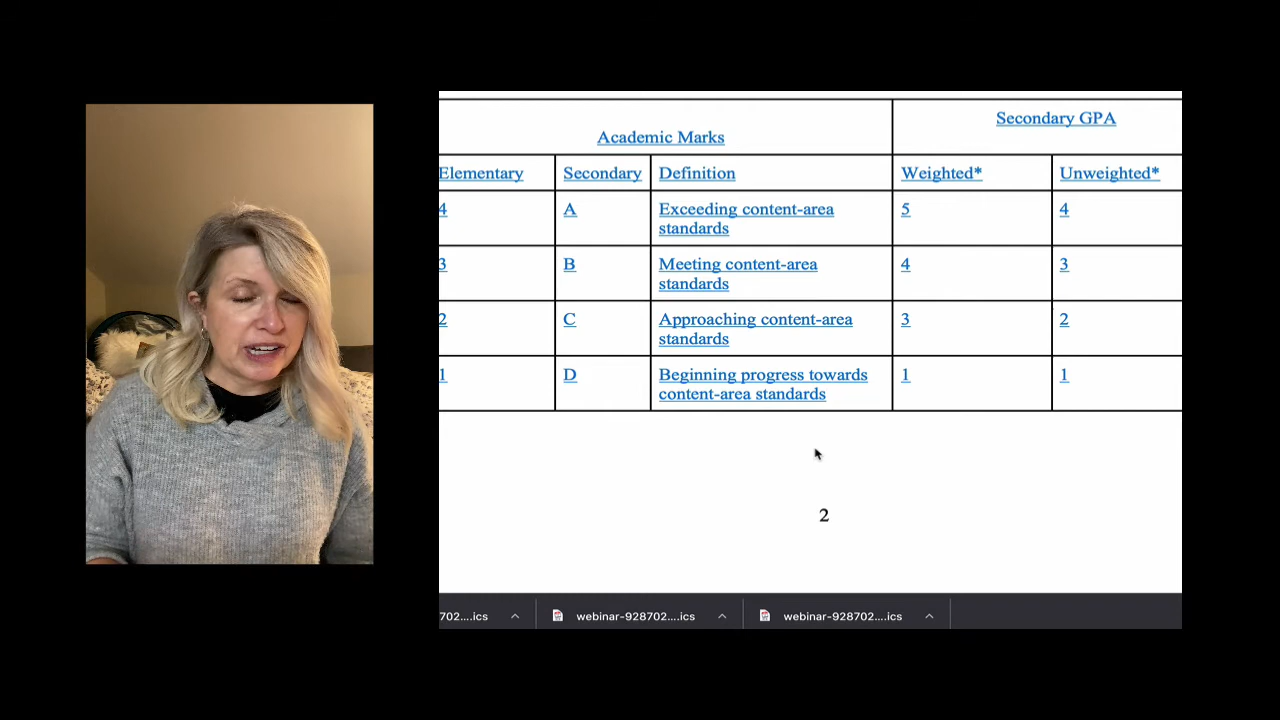 Academic Marks
Secondary GPA
Elementary Secondary Definition Weighted* Unweighted*
4 A Exceeding content-area 5 4
standards
3 B Meeting content-area 4 3
standards
2 C Approaching content-area 3 2
standards
1 D Beginning progress towards 1 1
content-area standards
2
702....ics webinar-928702....ics webinar-928702....ics